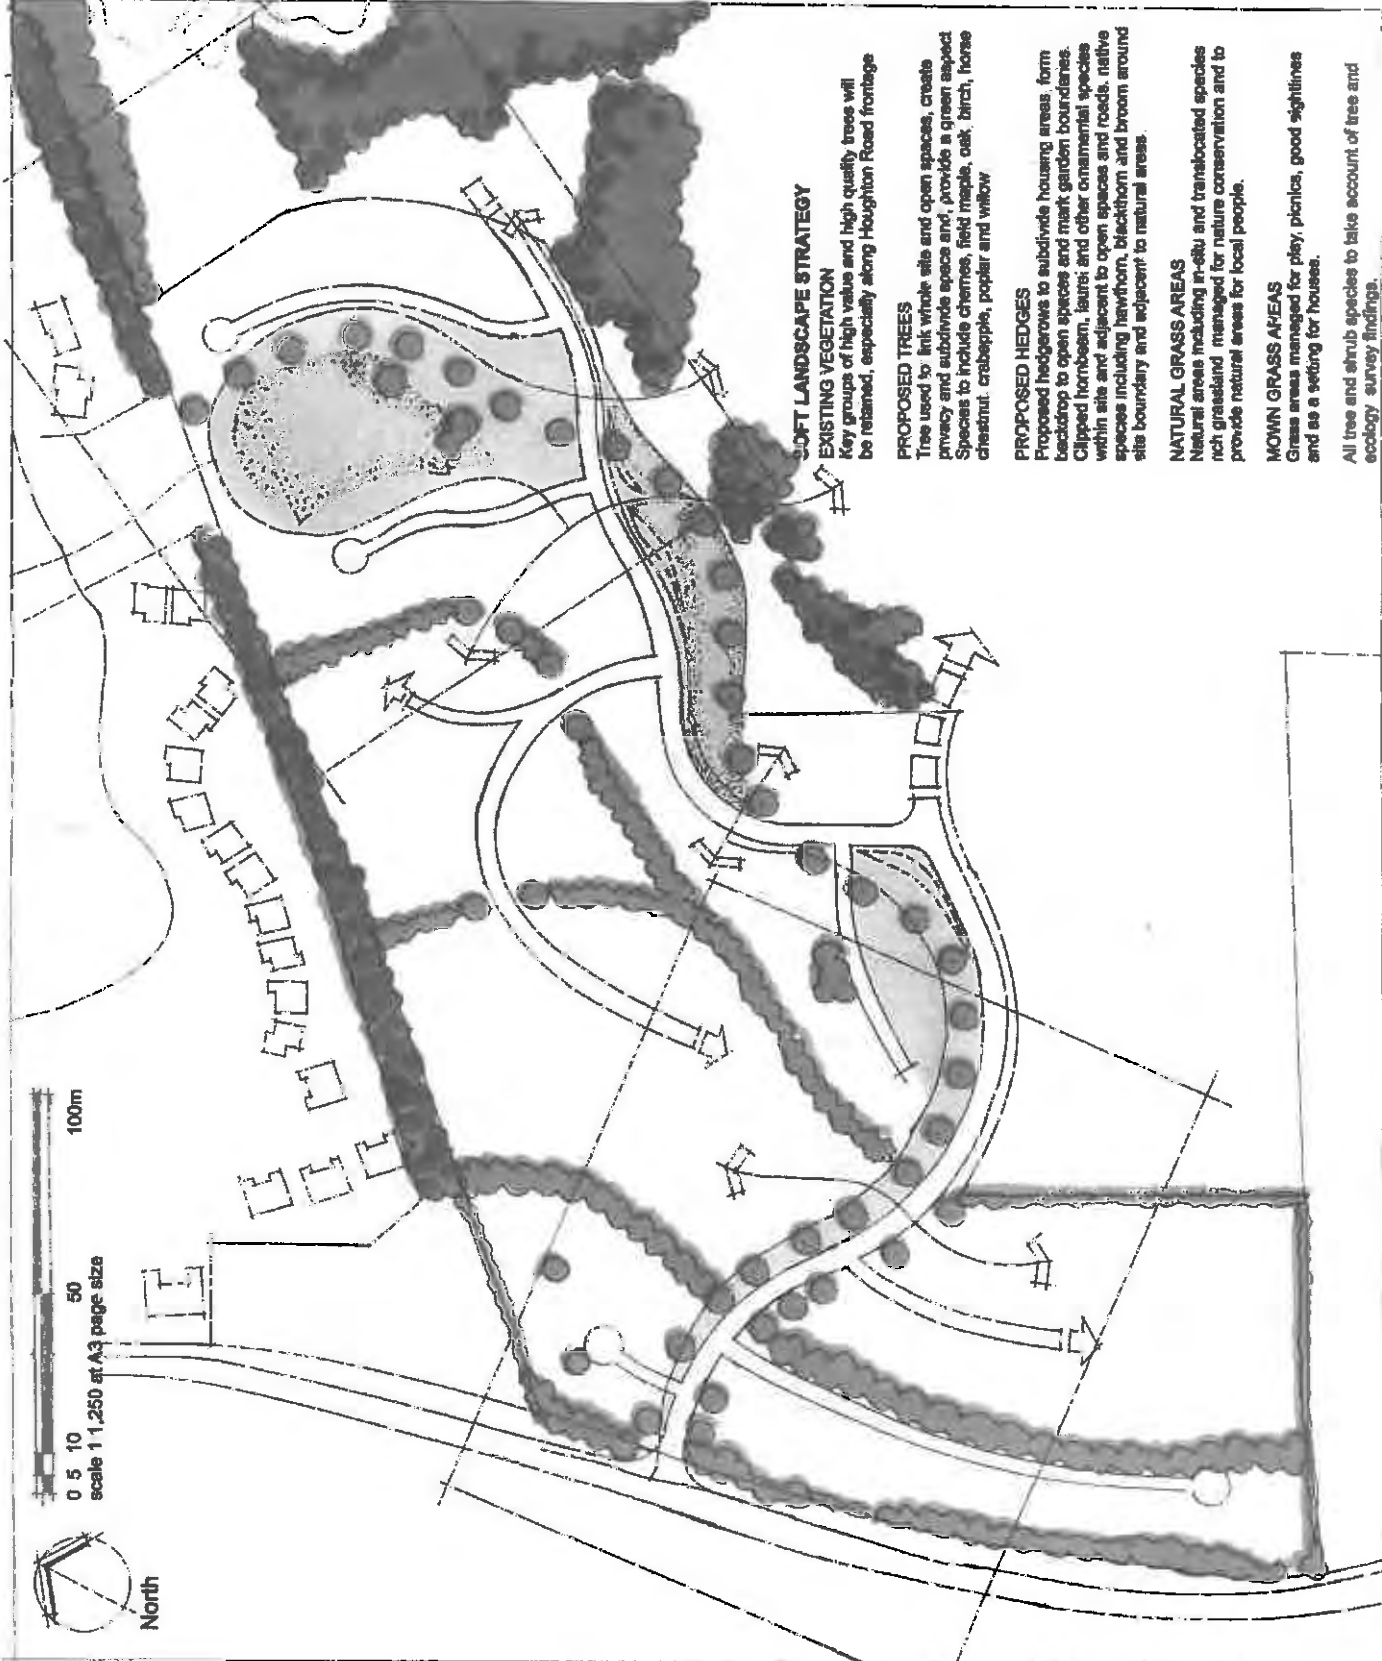 SOFT LANDSCAPE STRATEGY
EXISTING VEGETATION
Key groups of high value and high quality trees will
be retained, especially along Houghton Road frontage
PROPOSED TREES
Tree used to link whole site and open spaces, create
privacy and subdivide space and, provide a green aspect
Species to include cherries, field maple, oak, birch, horse
chestnut, crabapple, poplar and willow
PROPOSED HEDGES
Proposed hedgerows to subdivide housing areas, form
backdrop to open spaces and mark garden boundaries.
Clipped hornbeam, laurel and other ornamental species
within site and adjacent to open spaces and roads. native
species including hawthorn, blackthorn and broom around
site boundary and adjacent to natural areas.
NATURAL GRASS AREAS
Natural areas including in-situ and translocated species
rich grassland managed for nature conservation and to
provide natural areas for local people.
MOWN GRASS AREAS
Grass areas managed for play, picnics, good sightlines
and as a setting for houses.
All tree and shrub species to take account of tree and
ecology survey findings.
0 5 10 50 100m
scale 1 1,250 at A3 page size
North